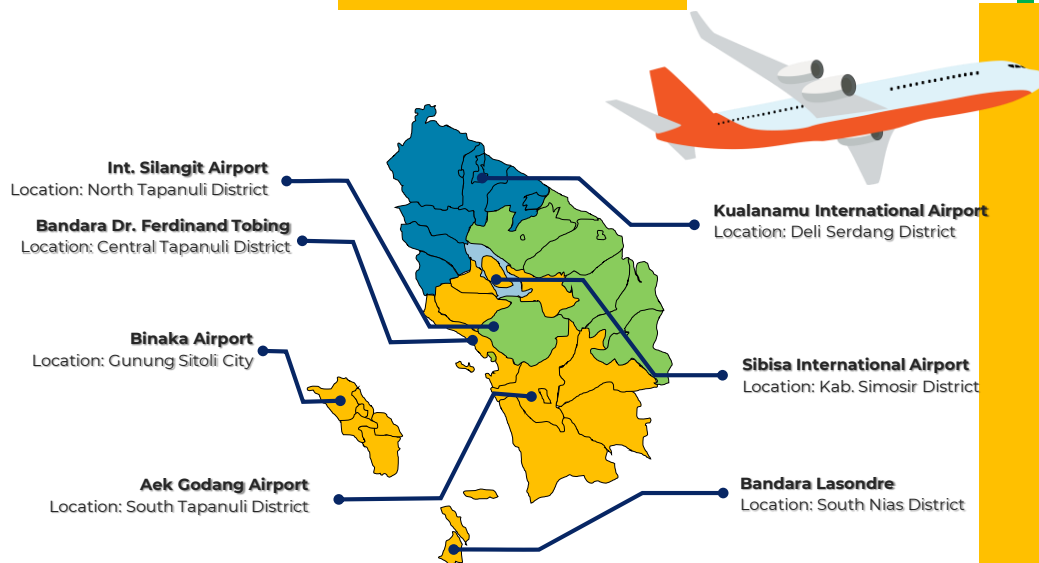 Int. Silangit Airport
Location: North Tapanuli District
Bandara Dr. Ferdinand Tobing
Location: Central Tapanuli District
Binaka Airport
Location: Gunung Sitoli City
Aek Godang Airport
Location: South Tapanuli District
Kualanamu International Airport
Location: Deli Serdang District
Sibisa International Airport
Location: Kab. Simosir District
Bandara Lasondre
Location: South Nias District